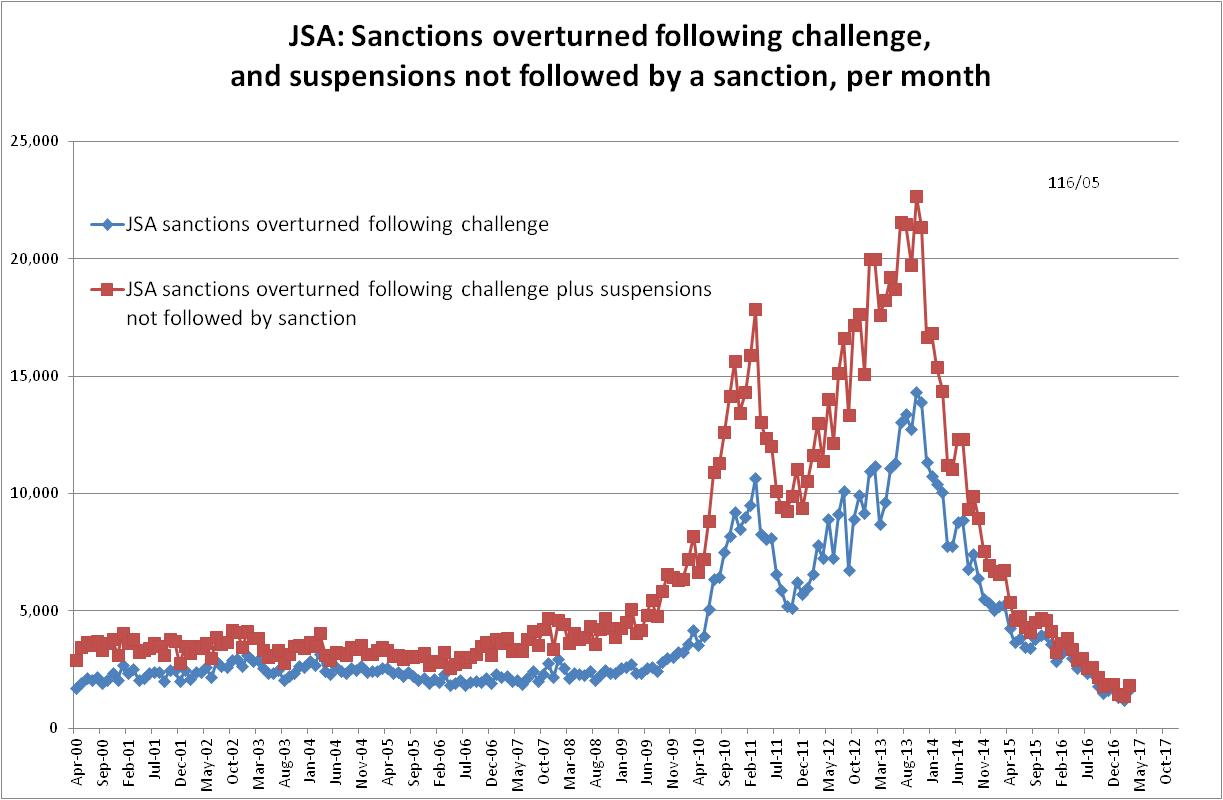 JSA: Sanctions overturned following challenge,
and suspensions not followed by a sanction, per month
25,000
20,000
15,000
10,000
5,000
0
116/05
JSA sanctions overturned following challenge
JSA sanctions overturned following challenge plus suspensions
not followed by sanction
Apr-00
Sep-00
Feb-01
Jul-01
Dec-01
May-02
Oct-02
Mar-03
Aug-03
Jan-04
Jun-04
Nov-04
Apr-05
Sep-05
Feb-06
Jul-06
Dec-06
May-07
Oct-07
Mar-08
Aug-08
Jan-09
Jun-09
Nov-09
Apr-10
Sep-10
Feb-11
Jul-11
Dec-11
May-12
Oct-12
Mar-13
Aug-13
Jan-14
Jun-14
Nov-14
Apr-15
Sep-15
Feb-16
Jul-16
Dec-16
May-17
Oct-17